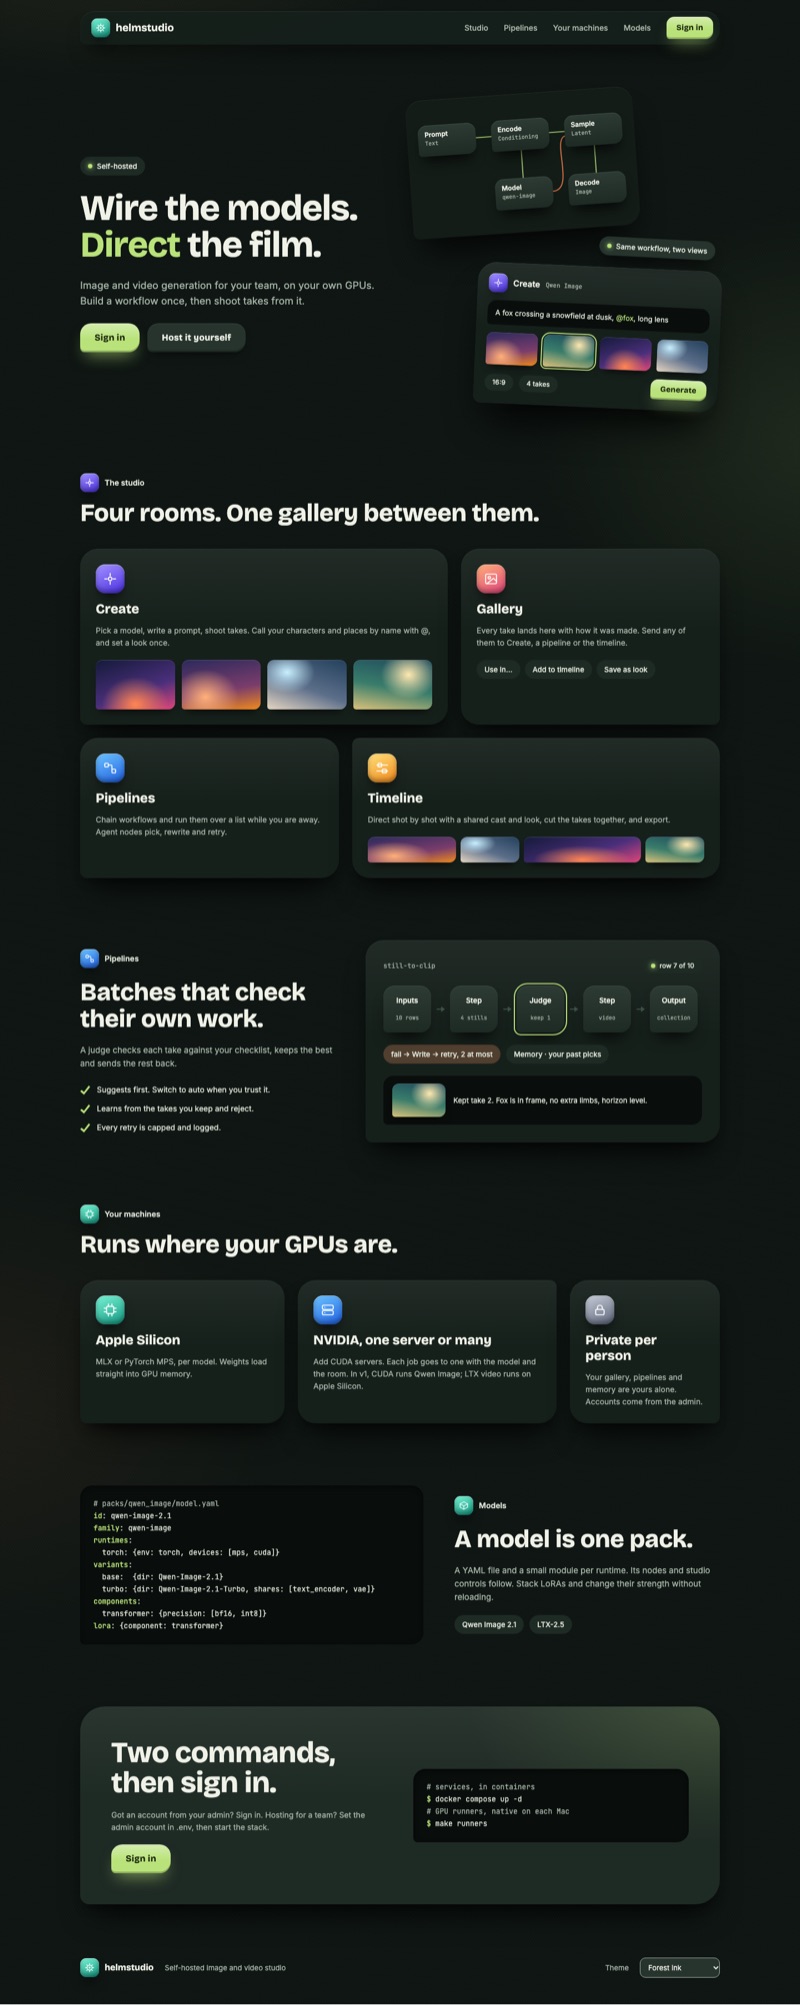 helmstudio
Studio
Pipelines
Your machines
Models
Sign in
Self-hosted
Wire the models.
Direct the film.
Image and video generation for your team, on your own GPUs.
Build a workflow once, then shoot takes from it.
Sign in
Host it yourself
Prompt
Text
Encode
Conditioning
Sample
Latent
Model
qwen-image
Decode
Image
Same workflow, two views
Create Qwen Image
A fox crossing a snowfield at dusk, @fox, long lens
16:9
4 takes
Generate
The studio
Four rooms. One gallery between them.
Create
Pick a model, write a prompt, shoot takes. Call your characters and places by name with @,
and set a look once.
Gallery
Every take lands here with how it was made. Send any of
them to Create, a pipeline or the timeline.
Use in...
Add to timeline
Save as look
Pipelines
Chain workflows and run them over a list while you are away.
Agent nodes pick, rewrite and retry.
Timeline
Direct shot by shot with a shared cast and look, cut the takes together, and export.
Pipelines
Batches that check
their own work.
A judge checks each take against your checklist, keeps the best
and sends the rest back.
Suggests first. Switch to auto when you trust it.
Learns from the takes you keep and reject.
Every retry is capped and logged.
still-to-clip
row 7 of 10
Inputs
10 rows
→
Step
4 stills
→
Judge
keep 1
→
Step
video
→
Output
collection
fail → Write → retry, 2 at most
Memory · your past picks
Kept take 2. Fox is in frame, no extra limbs, horizon level.
Your machines
Runs where your GPUs are.
Apple Silicon
MLX or PyTorch MPS, per model. Weights load
straight into GPU memory.
NVIDIA, one server or many
Add CUDA servers. Each job goes to one with the model and
the room. In v1, CUDA runs Qwen Image; LTX video runs on
Apple Silicon.
Private per
person
Your gallery, pipelines and
memory are yours alone.
Accounts come from the admin.
# packs/qwen_image/model.yaml
id: qwen-image-2.1
family: qwen-image
runtimes:
  torch: {env: torch, devices: [mps, cuda]}
variants:
  base:  {dir: Qwen-Image-2.1}
  turbo: {dir: Qwen-Image-2.1-Turbo, shares: [text_encoder, vae]}
components:
  transformer: {precision: [bf16, int8]}
lora: {component: transformer}
Models
A model is one pack.
A YAML file and a small module per runtime. Its nodes and studio
controls follow. Stack LoRAs and change their strength without
reloading.
Qwen Image 2.1
LTX-2.5
Two commands,
then sign in.
Got an account from your admin? Sign in. Hosting for a team? Set the
admin account in .env, then start the stack.
Sign in
# services, in containers
$ docker compose up -d
# GPU runners, native on each Mac
$ make runners
helmstudio
Self-hosted image and video studio
Theme
Forest Ink